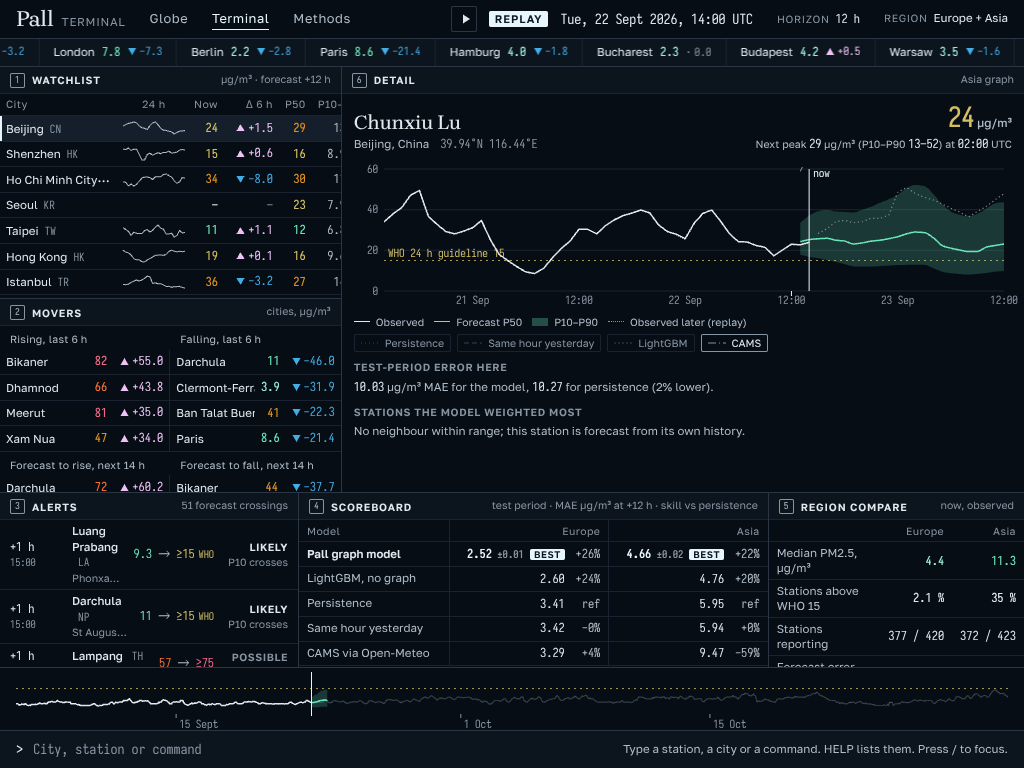 Pall TERMINAL Globe Terminal Methods REPLAY Tue, 22 Sept 2026, 14:00 UTC HORIZON 12 h REGION Europe + Asia
-3.2 London 7.8 ▼ -7.3 Berlin 2.2 ▼ -2.8 Paris 8.6 ▼ -21.4 Hamburg 4.0 ▼ -1.8 Bucharest 2.3 · 0.0 Budapest 4.2 ▲ +0.5 Warsaw 3.5 ▼ -1.6
1 WATCHLIST µg/m³ · forecast +12 h
City 24 h Now Δ 6 h P50 P10-
Beijing CN 24 ▲ +1.5 29
Shenzhen HK 15 ▲ +0.6 16
Ho Chi Minh City··· 34 ▼ -8.0 30
Seoul KR – – 23
Taipei TW 11 ▲ +1.1 12
Hong Kong HK 19 ▲ +0.1 16
Istanbul TR 36 ▼ -3.2 27
2 MOVERS cities, µg/m³
Rising, last 6 h Falling, last 6 h
Bikaner 82 ▲ +55.0 Darchula 11 ▼ -46.0
Dhamnod 66 ▲ +43.8 Clermont-Ferr 3.9 ▼ -31.9
Meerut 81 ▲ +35.0 Ban Talat Buer 41 ▼ -22.3
Xam Nua 47 ▲ +34.0 Paris 8.6 ▼ -21.4
Forecast to rise, next 14 h Forecast to fall, next 14 h
Darchula 72 ▲ +60.2 Bikaner 44 ▼ -37.7
6 DETAIL Asia graph
Chunxiu Lu 24 µg/m³
Beijing, China 39.94°N 116.44°E Next peak 29 µg/m³ (P10–P90 13–52) at 02:00 UTC
60
now
40
20
WHO 24 h guideline 15
0
21 Sep 12:00 22 Sep 12:00 23 Sep 12:00
Observed Forecast P50 P10–P90 Observed later (replay)
Persistence Same hour yesterday LightGBM CAMS
TEST-PERIOD ERROR HERE
10.03 µg/m³ MAE for the model, 10.27 for persistence (2% lower).
STATIONS THE MODEL WEIGHTED MOST
No neighbour within range; this station is forecast from its own history.
3 ALERTS 51 forecast crossings
+1 h 15:00 Luang Prabang LA Phonxa... 9.3 → ≥15 WHO LIKELY P10 crosses
+1 h 15:00 Darchula NP St Augus... 11 → ≥15 WHO LIKELY P10 crosses
+1 h Lampang TH 57 → ≥75 POSSIBLE
4 SCOREBOARD test period · MAE µg/m³ at +12 h · skill vs persistence
Model Europe Asia
Pall graph model 2.52 ±0.01 BEST +26% 4.66 ±0.02 BEST +22%
LightGBM, no graph 2.60 +24% 4.76 +20%
Persistence 3.41 ref 5.95 ref
Same hour yesterday 3.42 -0% 5.94 +0%
CAMS via Open-Meteo 3.29 +4% 9.47 -59%
5 REGION COMPARE now, observed
Europe Asia
Median PM2.5, µg/m³ 4.4 11.3
Stations above WHO 15 2.1 % 35 %
Stations reporting 377 / 420 372 / 423
Forecast error
15 Sept 1 Oct 15 Oct
> City, station or command Type a station, a city or a command. HELP lists them. Press / to focus.